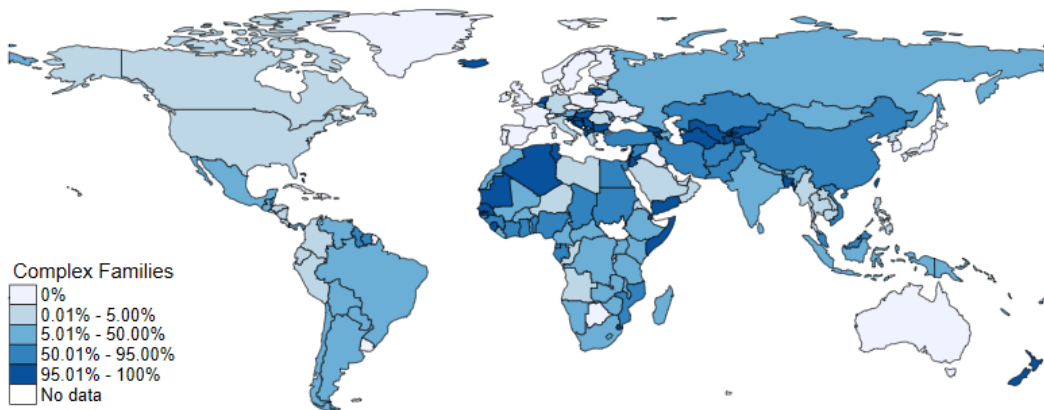 Complex Families
0%
0.01% - 5.00%
5.01% - 50.00%
50.01% - 95.00%
95.01% - 100%
No data